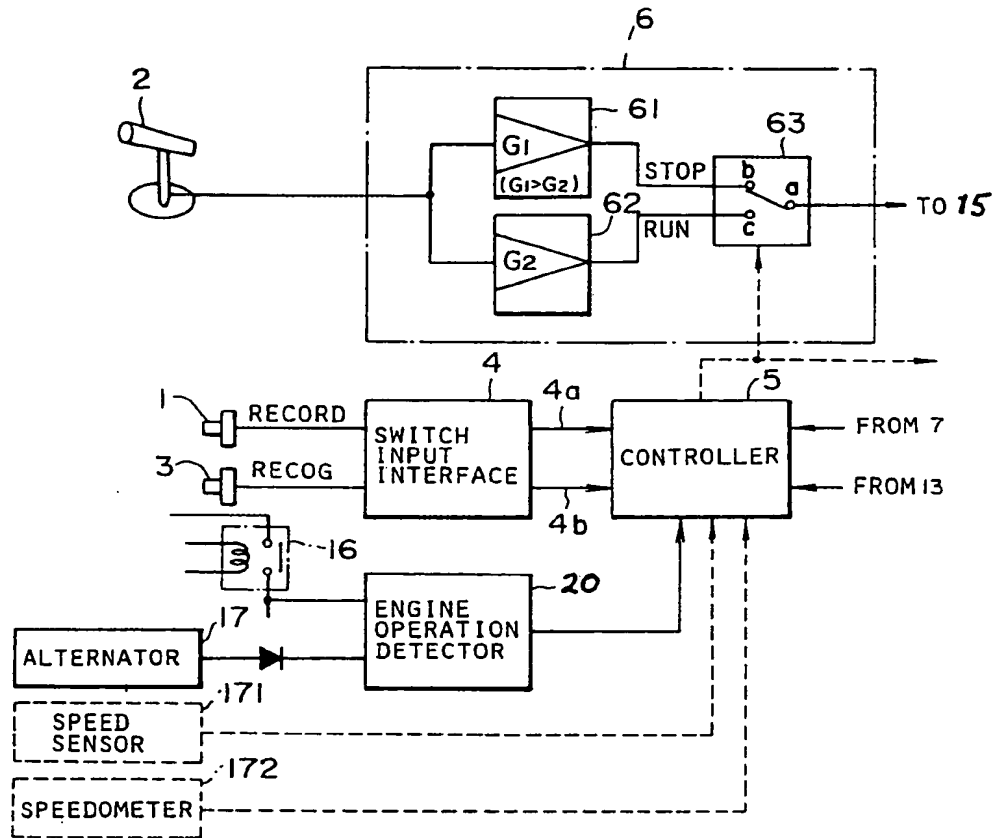 6
2
61
63
G1
(G1>G2)
STOP
b
a
TO 15
62
RUN
c
G2
4
5
1
RECORD
4a
FROM 7
SWITCH
INPUT
INTERFACE
CONTROLLER
3
RECOG
FROM 13
4b
16
20
17
ENGINE
OPERATION
DETECTOR
ALTERNATOR
171
SPEED
SENSOR
172
SPEEDOMETER